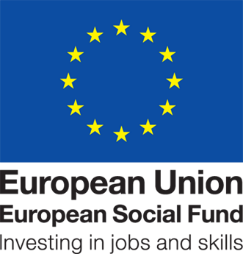 European Union
European Social Fund
Investing in jobs and skills